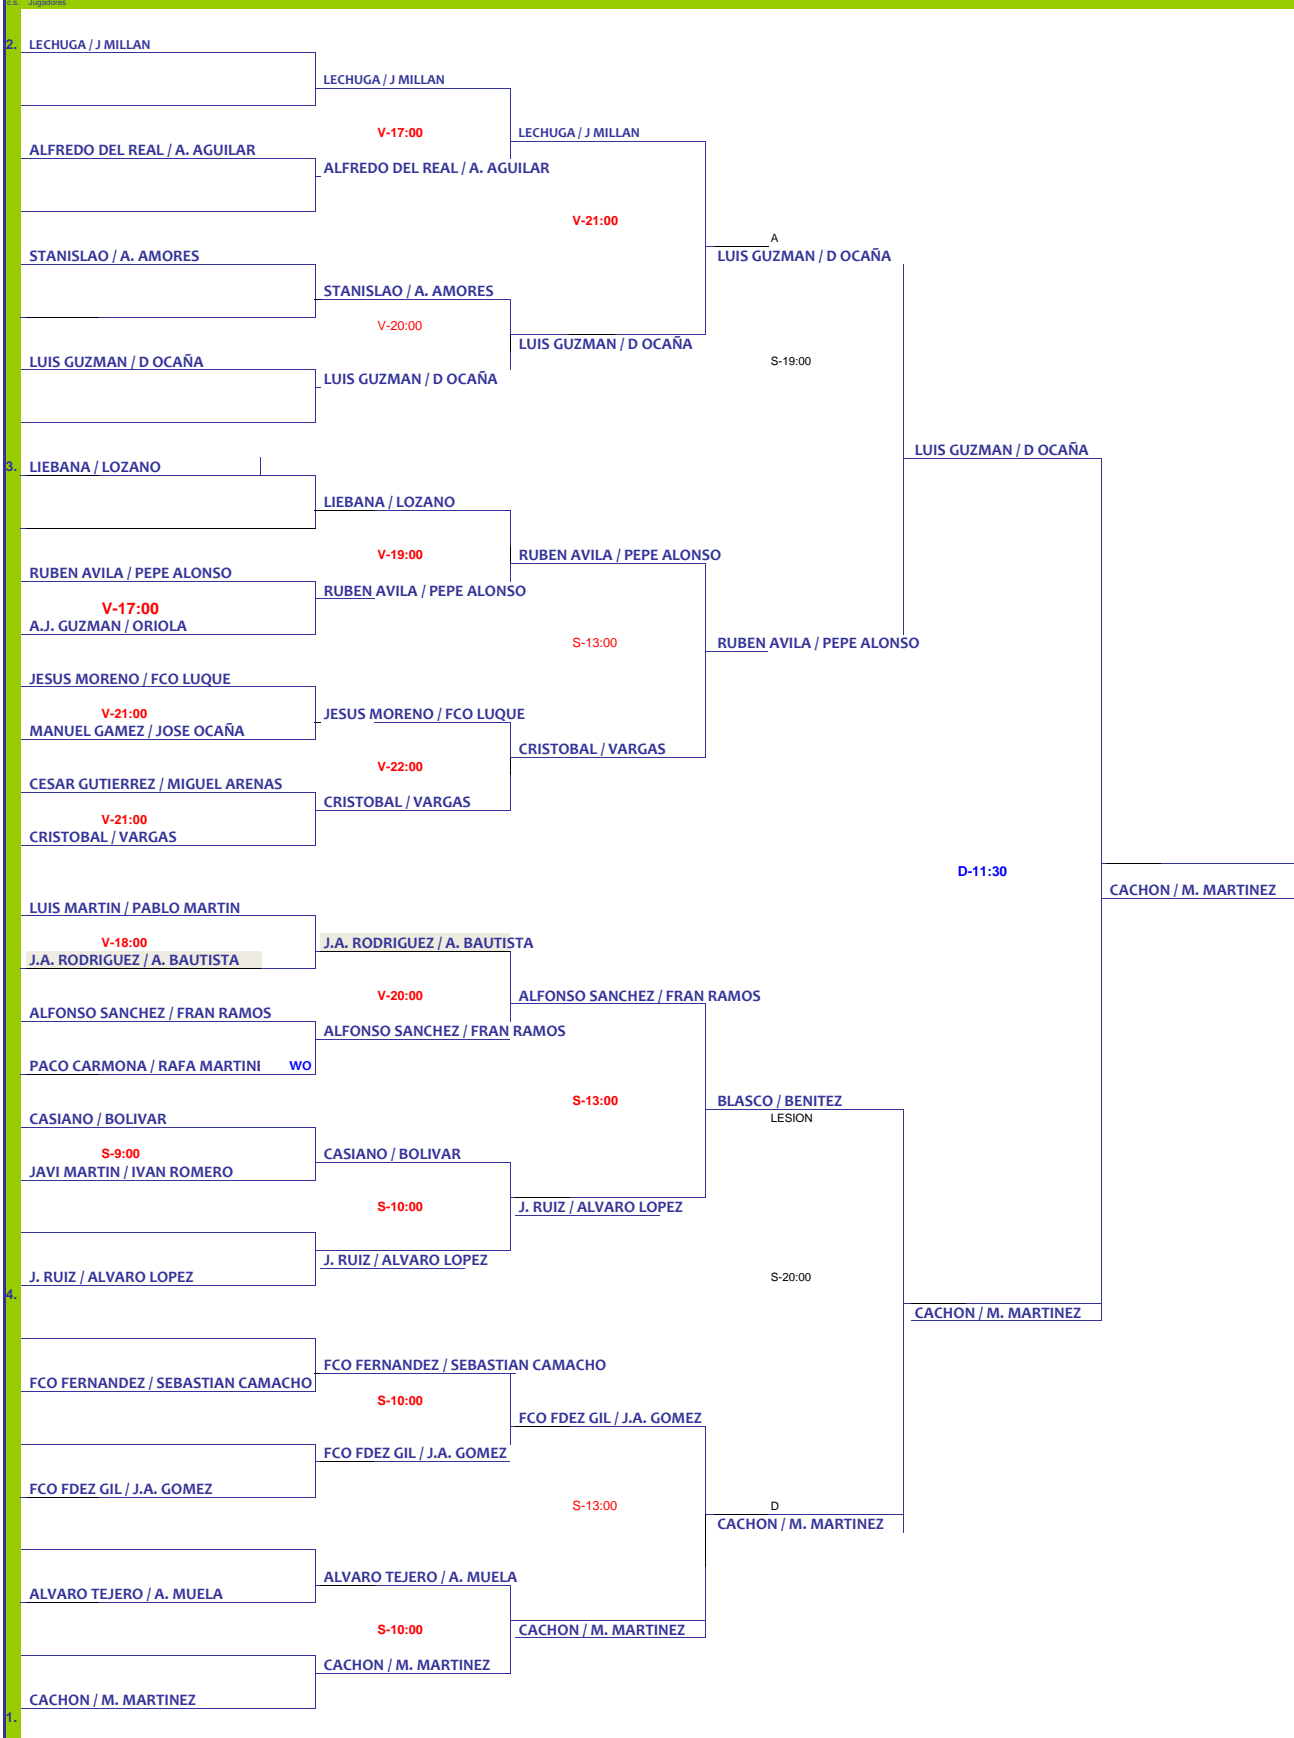 c.s. Jugadores
2. LECHUGA / J MILLAN
LECHUGA / J MILLAN
V-17:00
LECHUGA / J MILLAN
ALFREDO DEL REAL / A. AGUILAR
ALFREDO DEL REAL / A. AGUILAR
V-21:00
A
STANISLAO / A. AMORES
LUIS GUZMAN / D OCAÑA
STANISLAO / A. AMORES
V-20:00
LUIS GUZMAN / D OCAÑA
S-19:00
LUIS GUZMAN / D OCAÑA
LUIS GUZMAN / D OCAÑA
LUIS GUZMAN / D OCAÑA
3. LIEBANA / LOZANO
LIEBANA / LOZANO
V-19:00
RUBEN AVILA / PEPE ALONSO
RUBEN AVILA / PEPE ALONSO
RUBEN AVILA / PEPE ALONSO
V-17:00
A.J. GUZMAN / ORIOLA
S-13:00
RUBEN AVILA / PEPE ALONSO
JESUS MORENO / FCO LUQUE
V-21:00
JESUS MORENO / FCO LUQUE
MANUEL GAMEZ / JOSE OCAÑA
CRISTOBAL / VARGAS
V-22:00
CESAR GUTIERREZ / MIGUEL ARENAS
CRISTOBAL / VARGAS
V-21:00
CRISTOBAL / VARGAS
D-11:30
CACHON / M. MARTINEZ
LUIS MARTIN / PABLO MARTIN
V-18:00
J.A. RODRIGUEZ / A. BAUTISTA
J.A. RODRIGUEZ / A. BAUTISTA
V-20:00
ALFONSO SANCHEZ / FRAN RAMOS
ALFONSO SANCHEZ / FRAN RAMOS
ALFONSO SANCHEZ / FRAN RAMOS
PACO CARMONA / RAFA MARTINE WO
S-13:00
BLASCO / BENITEZ
LESION
CASIANO / BOLIVAR
S-9:00
CASIANO / BOLIVAR
JAVI MARTIN / IVAN ROMERO
S-10:00
J. RUIZ / ALVARO LOPEZ
J. RUIZ / ALVARO LOPEZ
J. RUIZ / ALVARO LOPEZ
S-20:00
4.
CACHON / M. MARTINEZ
FCO FERNANDEZ / SEBASTIAN CAMACHO
FCO FERNANDEZ / SEBASTIAN CAMACHO
S-10:00
FCO FDEZ GIL / J.A. GOMEZ
FCO FDEZ GIL / J.A. GOMEZ
FCO FDEZ GIL / J.A. GOMEZ
S-13:00
D
CACHON / M. MARTINEZ
ALVARO TEJERO / A. MUELA
ALVARO TEJERO / A. MUELA
S-10:00
CACHON / M. MARTINEZ
CACHON / M. MARTINEZ
CACHON / M. MARTINEZ
1.